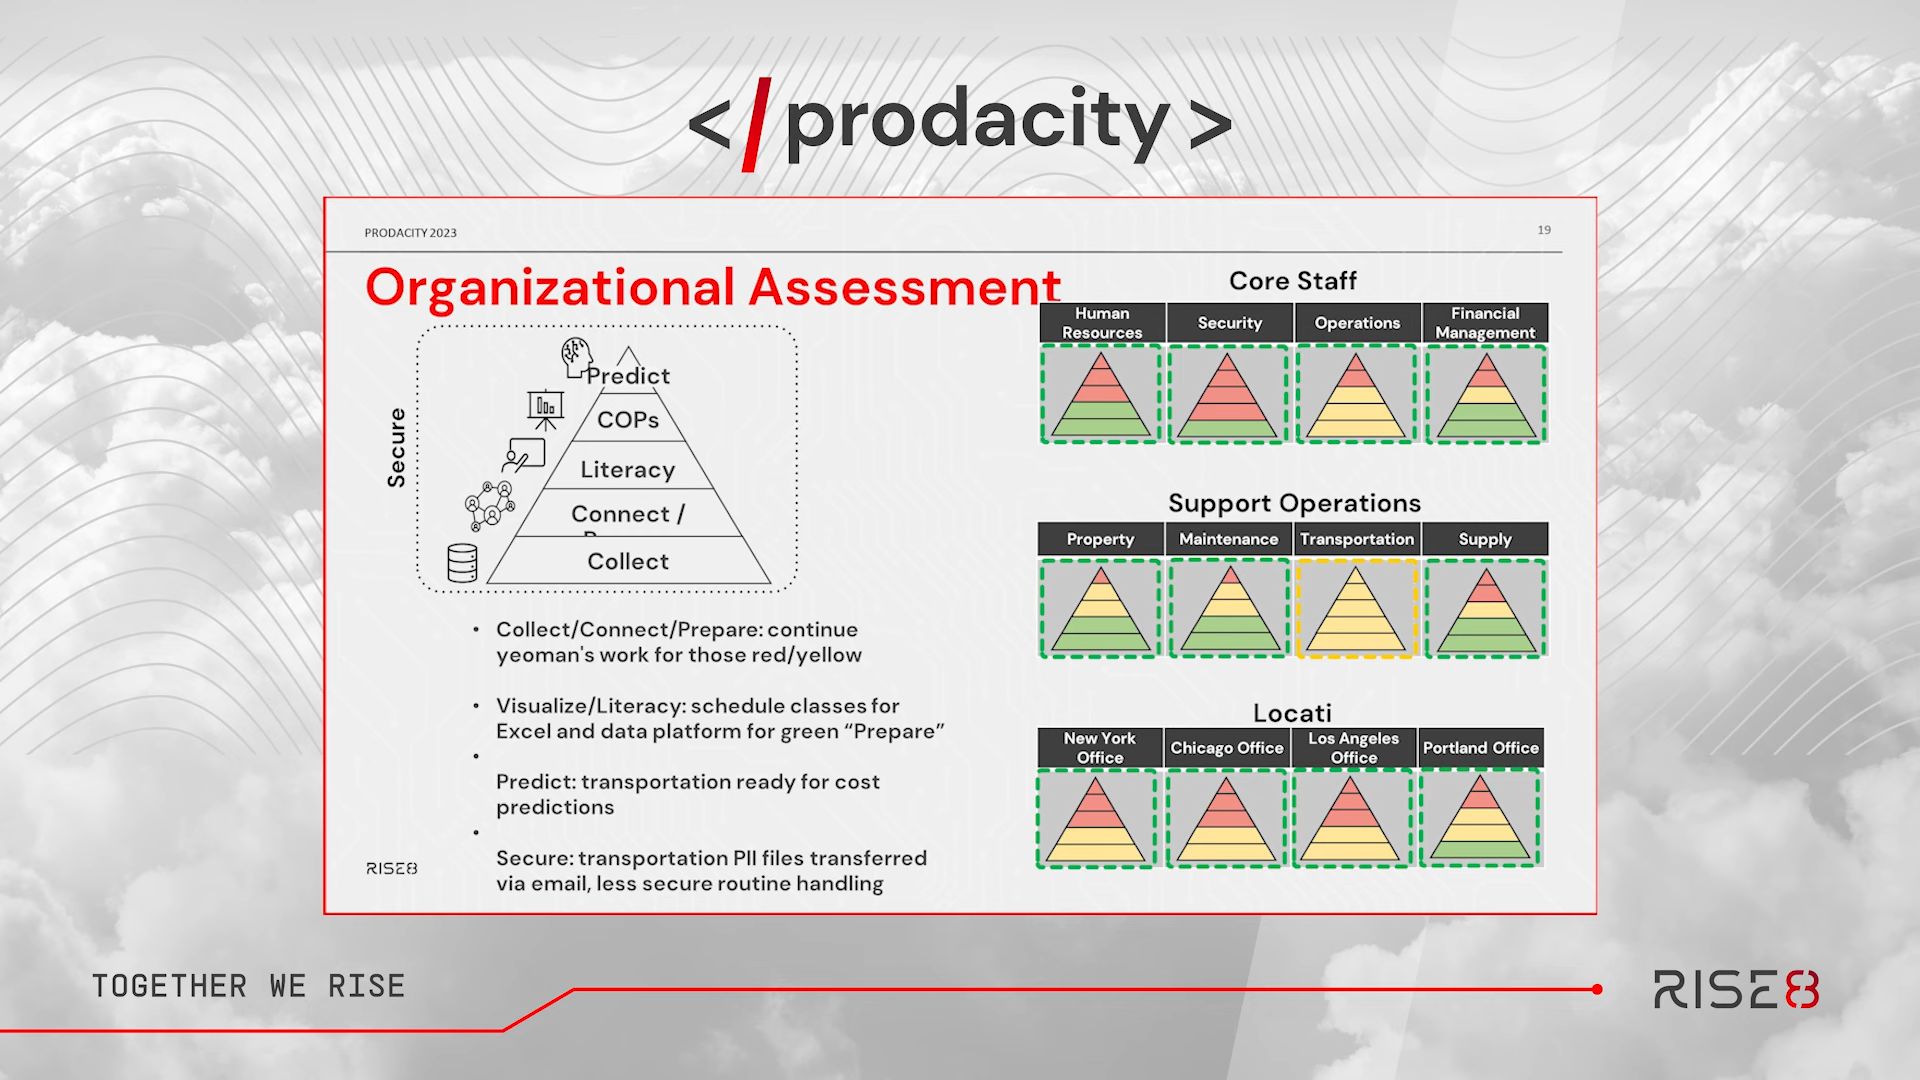 </prodacity>
PRODACITY 2023
19
Organizational Assessment
Secure
Predict
COPs
Literacy
Connect /
Collect
• Collect/Connect/Prepare: continue
yeoman's work for those red/yellow
• Visualize/Literacy: schedule classes for
Excel and data platform for green “Prepare”
•
Predict: transportation ready for cost
predictions
•
Secure: transportation PII files transferred
via email, less secure routine handling
RISE8
Core Staff
Human
Resources
Security
Operations
Financial
Management
Support Operations
Property
Maintenance
Transportation
Supply
Locati
New York
Office
Chicago Office
Los Angeles
Office
Portland Office
TOGETHER WE RISE
RISE8